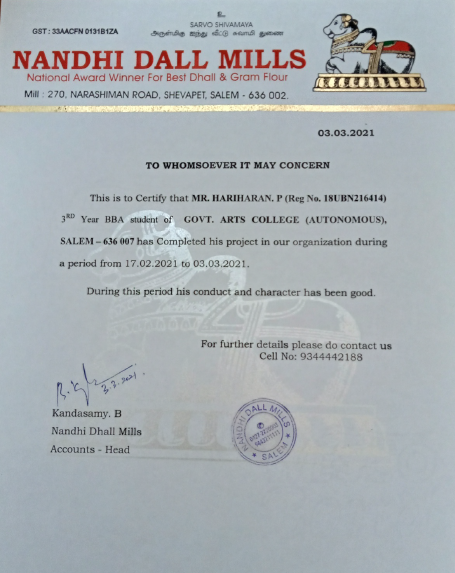 உ
SARVO SHIVAMAYA
அருள்மிகு ஐந்து வீட்டு சுவாமி துணை
GST : 33AACFN 0131B1ZA
NANDHI DALL MILLS
National Award Winner For Best Dhall & Gram Flour
Mill : 270, NARASHIMAN ROAD, SHEVAPET, SALEM - 636 002.
03.03.2021
TO WHOMSOEVER IT MAY CONCERN
This is to Certify that MR. HARIHARAN. P (Reg No. 18UBN216414)
3RD Year BBA student of GOVT. ARTS COLLEGE (AUTONOMOUS),
SALEM – 636 007 has Completed his project in our organization during
a period from 17.02.2021 to 03.03.2021.
During this period his conduct and character has been good.
For further details please do contact us
Cell No: 9344442188
3.3.2021.
Kandasamy. B
Nandhi Dhall Mills
Accounts - Head
NANDHI DALL MILLS
★ SALEM ★